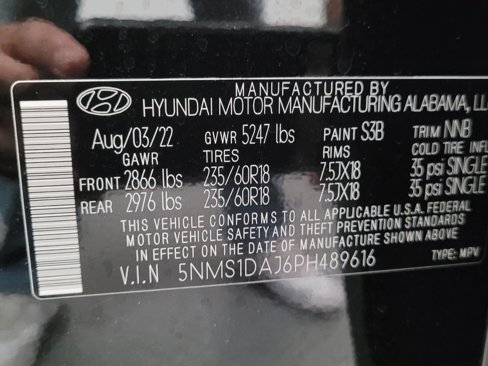 MANUFACTURED BY
HYUNDAI MOTOR MANUFACTURING ALABAMA,
Aug/03/22 GVWR 5247 lbs PAINT S3B TRIM NNB
GAWR TIRES RIMS COLD TIRE INFL
FRONT 2866 lbs 235/60R18 7.5JX18 35 psi SINGLE
REAR 2976 lbs 235/60R18 7.5JX18 35 psi SINGLE
THIS VEHICLE CONFORMS TO ALL APPLICABLE U.S.A. FEDERAL
MOTOR VEHICLE SAFETY AND THEFT PREVENTION STANDARDS
IN EFFECT ON THE DATE OF MANUFACTURE SHOWN ABOVE
V.I.N 5NMS1DAJ6PH489616 TYPE: MPV